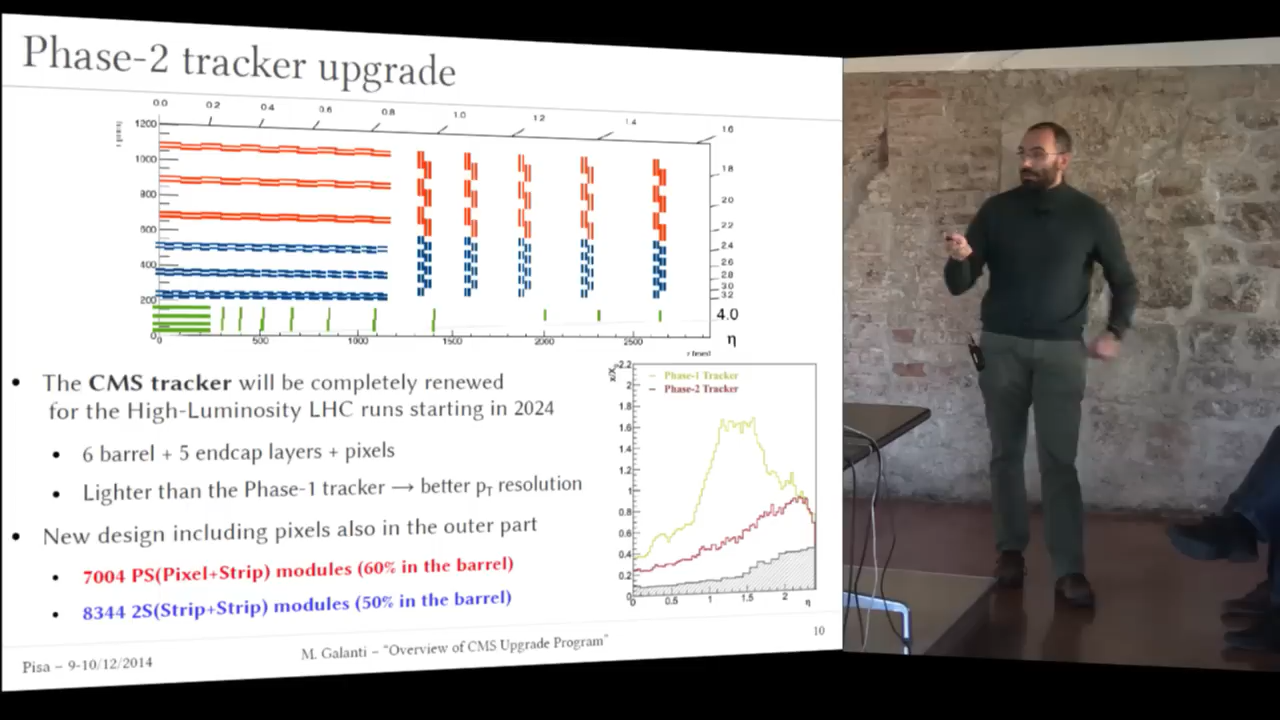 Phase-2 tracker upgrade
0.0 0.2 0.4 0.6 0.8 1.0 1.2 1.4 1.6
1200
1000 1.8
800 2.0
600 2.2
2.4
400 2.6
2.8
3.0
200 3.2
4.0
0 500 1000 1500 2000 2500 η
The CMS tracker will be completely renewed
for the High-Luminosity LHC runs starting in 2024
6 barrel + 5 endcap layers + pixels
Lighter than the Phase-1 tracker → better pT resolution
New design including pixels also in the outer part
7004 PS(Pixel+Strip) modules (60% in the barrel)
8344 2S(Strip+Strip) modules (50% in the barrel)
2.2
2
1.8
1.6
1.4
1.2
1
0.8
0.6
0.4
0.2
0
Phase-1 Tracker
Phase-2 Tracker
0 0.5 1 1.5 2 η
Pisa – 9-10/12/2014
M. Galanti – “Overview of CMS Upgrade Program”
10